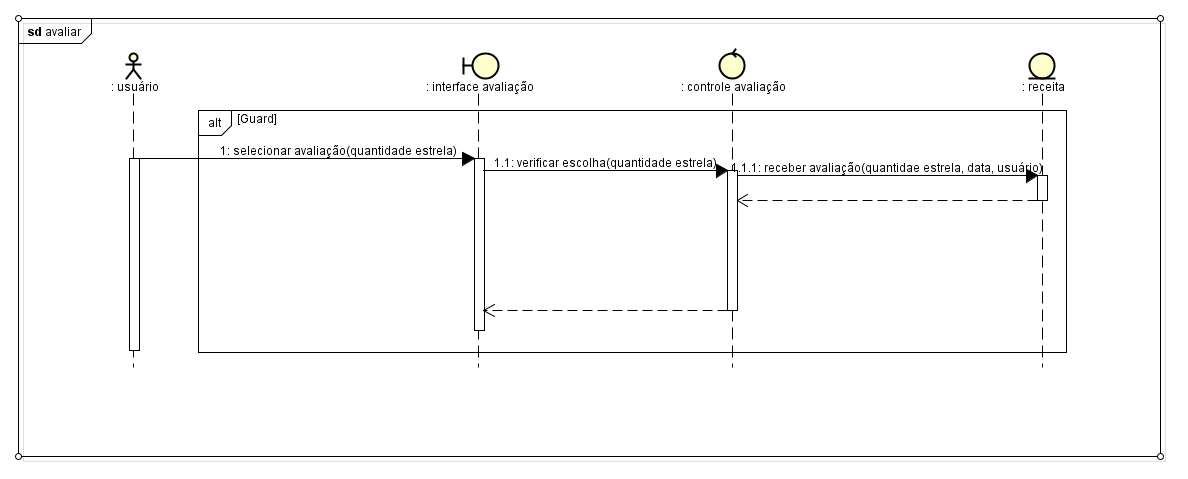 sd avaliar
: usuário
: interface avaliação
: controle avaliação
: receita
alt
[Guard]
1: selecionar avaliação(quantidade estrela)
1.1: verificar escolha(quantidade estrela)
1.1.1: receber avaliação(quantidae estrela, data, usuário)